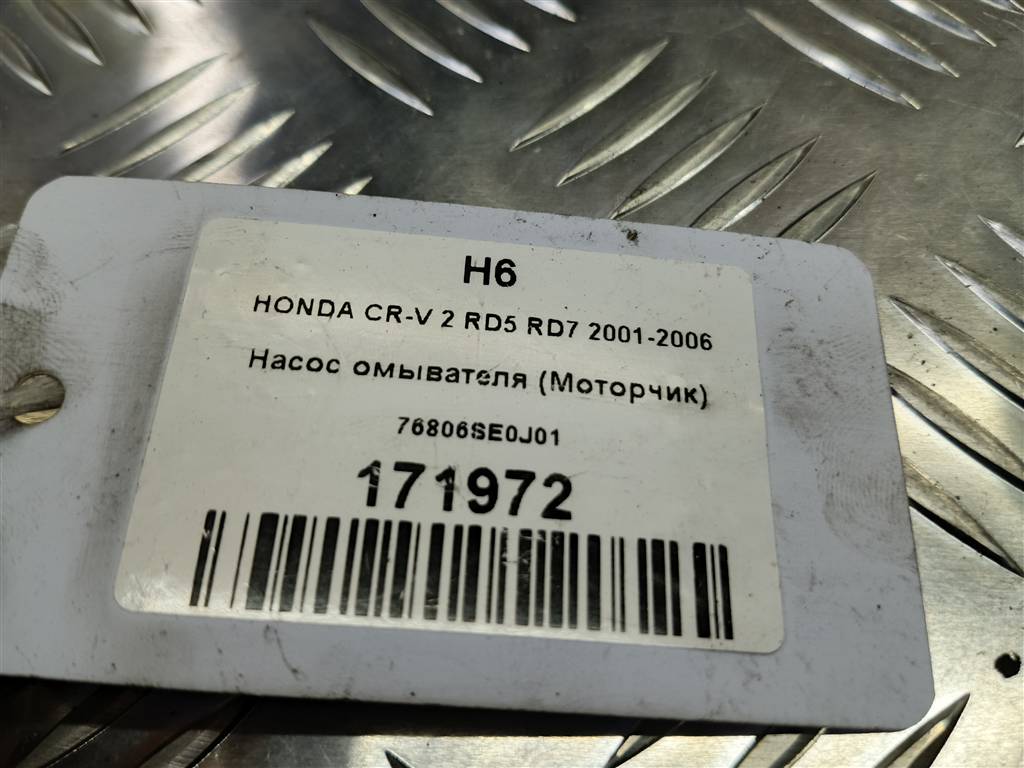 H6
HONDA CR-V 2 RD5 RD7 2001-2006
Насос омывателя (Моторчик)
76806SE0J01
171972